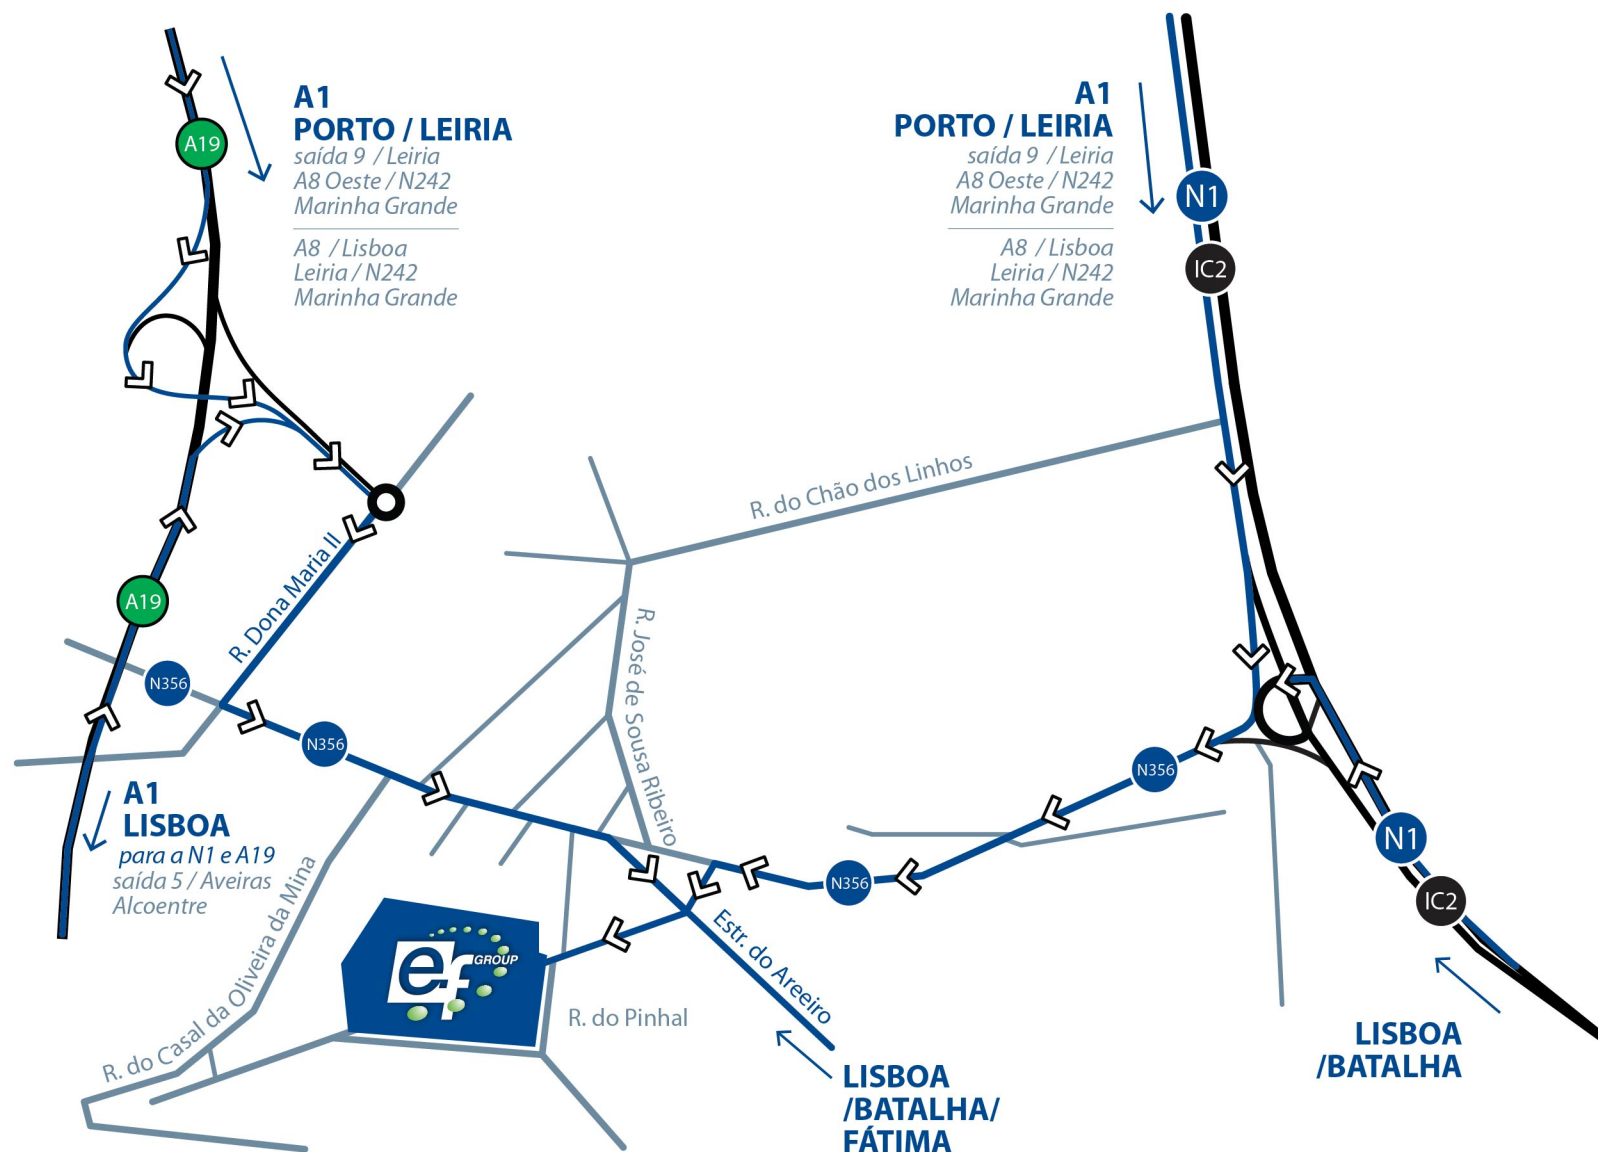 A19
A1
PORTO / LEIRIA
saída 9 / Leiria
A8 Oeste / N242
Marinha Grande
A8 / Lisboa
Leiria / N242
Marinha Grande
A1
PORTO / LEIRIA
saída 9 / Leiria
A8 Oeste / N242
Marinha Grande
A8 / Lisboa
Leiria / N242
Marinha Grande
N1
IC2
R. do Chão dos Linhos
R. Dona Maria II
A19
R. José de Sousa Ribeiro
N356
N356
N356
N356
A1
LISBOA
para a N1 e A19
saída 5 / Aveiras
Alcoentre
N1
IC2
R. do Casal da Oliveira da Mina
ef
GROUP
Estr. do Areeiro
R. do Pinhal
LISBOA
/BATALHA/
FÁTIMA
LISBOA
/BATALHA